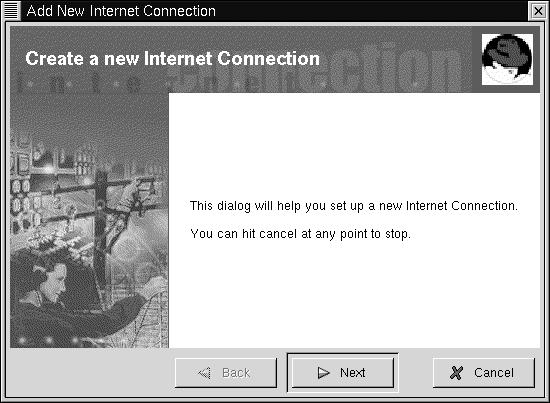 Add New Internet Connection
Create a new Internet Connection
internet
connection
This dialog will help you set up a new Internet Connection.
You can hit cancel at any point to stop.
Back
Next
Cancel